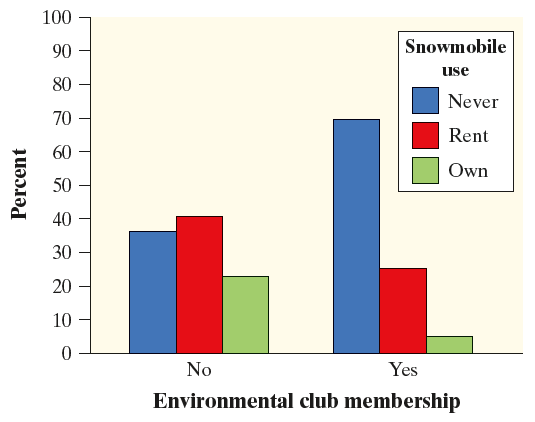 100
90
80
70
60
50
40
30
20
10
0
Percent
Snowmobile
use
Never
Rent
Own
No Yes
Environmental club membership